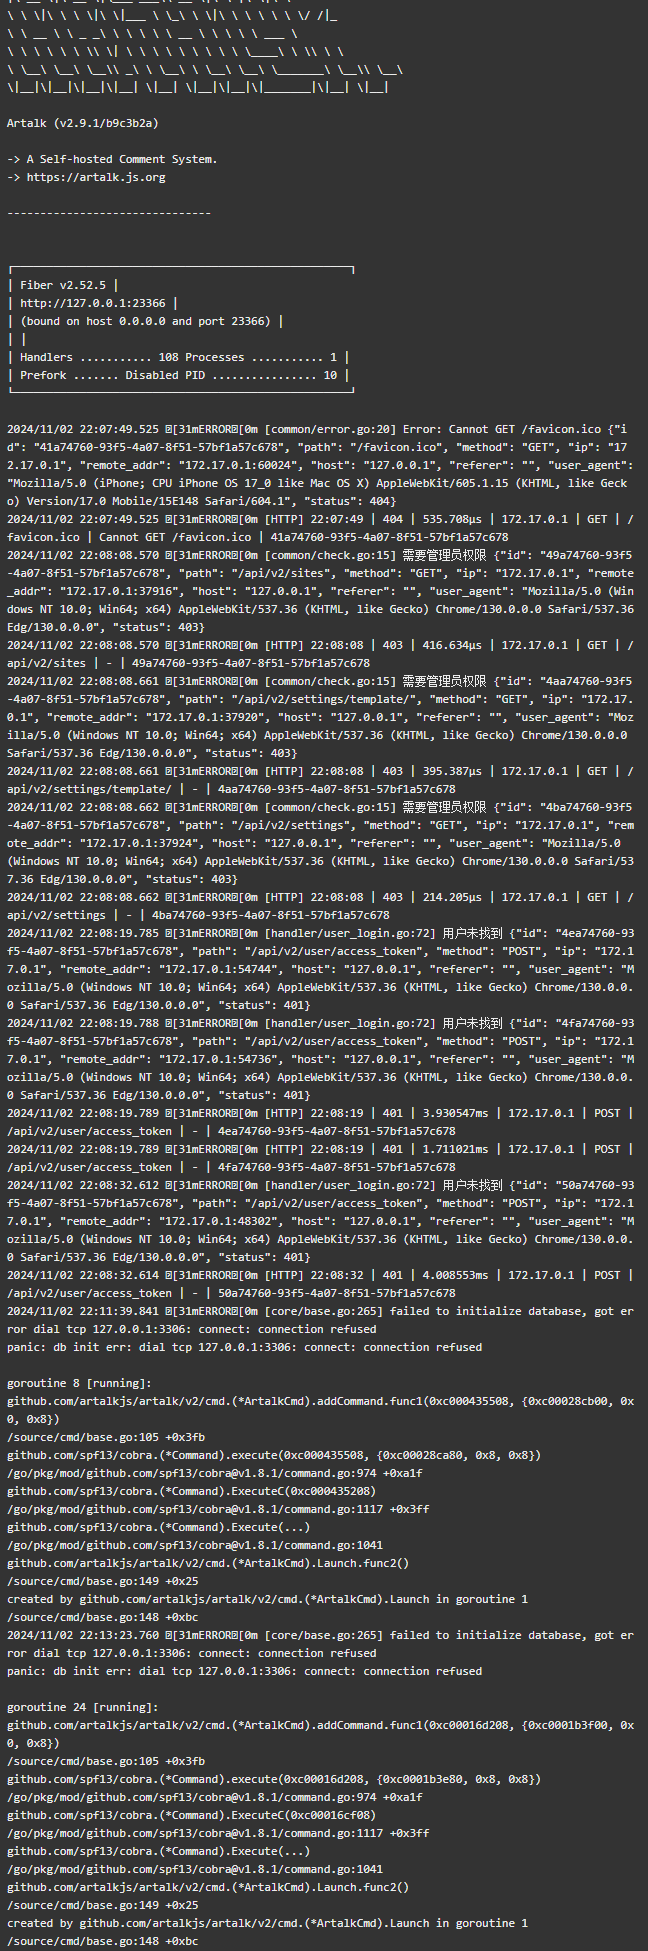 \ \ \|\ \ \ \|\ \|___ \ \_\ \ \|\ \ \ \ \ \ \/ /|_
\ \ __ \ \ _ _\ \ \ \ \ \ __ \ \ \ \ \ ___ \
\ \ \ \ \ \ \\ \| \ \ \ \ \ \ \ \ \ \____\ \ \\ \ \
\ \__\ \__\ \__\\ _\ \ \__\ \ \__\ \__\ \_______\ \__\\ \__\
\|__|\|__|\|__|\|__| \|__| \|__|\|__|\|_______|\|__| \|__|
Artalk (v2.9.1/b9c3b2a)
-> A Self-hosted Comment System.
-> https://artalk.js.org
-------------------------------
┌───────────────────────────────────────────────────┐
│ Fiber v2.52.5 │
│ http://127.0.0.1:23366 │
│ (bound on host 0.0.0.0 and port 23366) │
│ │
│ Handlers ........... 108 Processes ........... 1 │
│ Prefork ....... Disabled PID ................ 10 │
└───────────────────────────────────────────────────┘
2024/11/02 22:07:49.525 [31mERROR[0m [common/error.go:20] Error: Cannot GET /favicon.ico {"i
d": "41a74760-93f5-4a07-8f51-57bf1a57c678", "path": "/favicon.ico", "method": "GET", "ip": "17
2.17.0.1", "remote_addr": "172.17.0.1:60024", "host": "127.0.0.1", "referer": "", "user_agent":
"Mozilla/5.0 (iPhone; CPU iPhone OS 17_0 like Mac OS X) AppleWebKit/605.1.15 (KHTML, like Geck
o) Version/17.0 Mobile/15E148 Safari/604.1", "status": 404}
2024/11/02 22:07:49.525 [31mERROR[0m [HTTP] 22:07:49 | 404 | 535.708µs | 172.17.0.1 | GET | /
favicon.ico | Cannot GET /favicon.ico | 41a74760-93f5-4a07-8f51-57bf1a57c678
2024/11/02 22:08:08.570 [31mERROR[0m [common/check.go:15] 需要管理员权限 {"id": "49a74760-93f5
-4a07-8f51-57bf1a57c678", "path": "/api/v2/sites", "method": "GET", "ip": "172.17.0.1", "remote
_addr": "172.17.0.1:37916", "host": "127.0.0.1", "referer": "", "user_agent": "Mozilla/5.0 (Win
dows NT 10.0; Win64; x64) AppleWebKit/537.36 (KHTML, like Gecko) Chrome/130.0.0.0 Safari/537.36
Edg/130.0.0.0", "status": 403}
2024/11/02 22:08:08.570 [31mERROR[0m [HTTP] 22:08:08 | 403 | 416.634µs | 172.17.0.1 | GET | /
api/v2/sites | - | 49a74760-93f5-4a07-8f51-57bf1a57c678
2024/11/02 22:08:08.661 [31mERROR[0m [common/check.go:15] 需要管理员权限 {"id": "4aa74760-93f5
-4a07-8f51-57bf1a57c678", "path": "/api/v2/settings/template/", "method": "GET", "ip": "172.17.
0.1", "remote_addr": "172.17.0.1:37920", "host": "127.0.0.1", "referer": "", "user_agent": "Moz
illa/5.0 (Windows NT 10.0; Win64; x64) AppleWebKit/537.36 (KHTML, like Gecko) Chrome/130.0.0.0
Safari/537.36 Edg/130.0.0.0", "status": 403}
2024/11/02 22:08:08.661 [31mERROR[0m [HTTP] 22:08:08 | 403 | 395.387µs | 172.17.0.1 | GET | /
api/v2/settings/template/ | - | 4aa74760-93f5-4a07-8f51-57bf1a57c678
2024/11/02 22:08:08.662 [31mERROR[0m [common/check.go:15] 需要管理员权限 {"id": "4ba74760-93f5
-4a07-8f51-57bf1a57c678", "path": "/api/v2/settings", "method": "GET", "ip": "172.17.0.1", "rem
ote_addr": "172.17.0.1:37924", "host": "127.0.0.1", "referer": "", "user_agent": "Mozilla/5.0
(Windows NT 10.0; Win64; x64) AppleWebKit/537.36 (KHTML, like Gecko) Chrome/130.0.0.0 Safari/53
7.36 Edg/130.0.0.0", "status": 403}
2024/11/02 22:08:08.662 [31mERROR[0m [HTTP] 22:08:08 | 403 | 214.205µs | 172.17.0.1 | GET | /
api/v2/settings | - | 4ba74760-93f5-4a07-8f51-57bf1a57c678
2024/11/02 22:08:19.785 [31mERROR[0m [handler/user_login.go:72] 用户未找到 {"id": "4ea74760-93
f5-4a07-8f51-57bf1a57c678", "path": "/api/v2/user/access_token", "method": "POST", "ip": "172.1
7.0.1", "remote_addr": "172.17.0.1:54744", "host": "127.0.0.1", "referer": "", "user_agent": "M
ozilla/5.0 (Windows NT 10.0; Win64; x64) AppleWebKit/537.36 (KHTML, like Gecko) Chrome/130.0.0.
0 Safari/537.36 Edg/130.0.0.0", "status": 401}
2024/11/02 22:08:19.788 [31mERROR[0m [handler/user_login.go:72] 用户未找到 {"id": "4fa74760-93
f5-4a07-8f51-57bf1a57c678", "path": "/api/v2/user/access_token", "method": "POST", "ip": "172.1
7.0.1", "remote_addr": "172.17.0.1:54736", "host": "127.0.0.1", "referer": "", "user_agent": "M
ozilla/5.0 (Windows NT 10.0; Win64; x64) AppleWebKit/537.36 (KHTML, like Gecko) Chrome/130.0.0.
0 Safari/537.36 Edg/130.0.0.0", "status": 401}
2024/11/02 22:08:19.789 [31mERROR[0m [HTTP] 22:08:19 | 401 | 3.930547ms | 172.17.0.1 | POST |
/api/v2/user/access_token | - | 4ea74760-93f5-4a07-8f51-57bf1a57c678
2024/11/02 22:08:19.789 [31mERROR[0m [HTTP] 22:08:19 | 401 | 1.711021ms | 172.17.0.1 | POST |
/api/v2/user/access_token | - | 4fa74760-93f5-4a07-8f51-57bf1a57c678
2024/11/02 22:08:32.612 [31mERROR[0m [handler/user_login.go:72] 用户未找到 {"id": "50a74760-93
f5-4a07-8f51-57bf1a57c678", "path": "/api/v2/user/access_token", "method": "POST", "ip": "172.1
7.0.1", "remote_addr": "172.17.0.1:48302", "host": "127.0.0.1", "referer": "", "user_agent": "M
ozilla/5.0 (Windows NT 10.0; Win64; x64) AppleWebKit/537.36 (KHTML, like Gecko) Chrome/130.0.0.
0 Safari/537.36 Edg/130.0.0.0", "status": 401}
2024/11/02 22:08:32.614 [31mERROR[0m [HTTP] 22:08:32 | 401 | 4.008553ms | 172.17.0.1 | POST |
/api/v2/user/access_token | - | 50a74760-93f5-4a07-8f51-57bf1a57c678
2024/11/02 22:11:39.841 [31mERROR[0m [core/base.go:265] failed to initialize database, got er
ror dial tcp 127.0.0.1:3306: connect: connection refused
panic: db init err: dial tcp 127.0.0.1:3306: connect: connection refused
goroutine 8 [running]:
github.com/artalkjs/artalk/v2/cmd.(*ArtalkCmd).addCommand.func1(0xc000435508, {0xc00028cb00, 0x
0, 0x8})
/source/cmd/base.go:105 +0x3fb
github.com/spf13/cobra.(*Command).execute(0xc000435508, {0xc00028ca80, 0x8, 0x8})
/go/pkg/mod/github.com/spf13/cobra@v1.8.1/command.go:974 +0xa1f
github.com/spf13/cobra.(*Command).ExecuteC(0xc000435208)
/go/pkg/mod/github.com/spf13/cobra@v1.8.1/command.go:1117 +0x3ff
github.com/spf13/cobra.(*Command).Execute(...)
/go/pkg/mod/github.com/spf13/cobra@v1.8.1/command.go:1041
github.com/artalkjs/artalk/v2/cmd.(*ArtalkCmd).Launch.func2()
/source/cmd/base.go:149 +0x25
created by github.com/artalkjs/artalk/v2/cmd.(*ArtalkCmd).Launch in goroutine 1
/source/cmd/base.go:148 +0xbc
2024/11/02 22:13:23.760 [31mERROR[0m [core/base.go:265] failed to initialize database, got er
ror dial tcp 127.0.0.1:3306: connect: connection refused
panic: db init err: dial tcp 127.0.0.1:3306: connect: connection refused
goroutine 24 [running]:
github.com/artalkjs/artalk/v2/cmd.(*ArtalkCmd).addCommand.func1(0xc00016d208, {0xc0001b3f00, 0x
0, 0x8})
/source/cmd/base.go:105 +0x3fb
github.com/spf13/cobra.(*Command).execute(0xc00016d208, {0xc0001b3e80, 0x8, 0x8})
/go/pkg/mod/github.com/spf13/cobra@v1.8.1/command.go:974 +0xa1f
github.com/spf13/cobra.(*Command).ExecuteC(0xc00016cf08)
/go/pkg/mod/github.com/spf13/cobra@v1.8.1/command.go:1117 +0x3ff
github.com/spf13/cobra.(*Command).Execute(...)
/go/pkg/mod/github.com/spf13/cobra@v1.8.1/command.go:1041
github.com/artalkjs/artalk/v2/cmd.(*ArtalkCmd).Launch.func2()
/source/cmd/base.go:149 +0x25
created by github.com/artalkjs/artalk/v2/cmd.(*ArtalkCmd).Launch in goroutine 1
/source/cmd/base.go:148 +0xbc